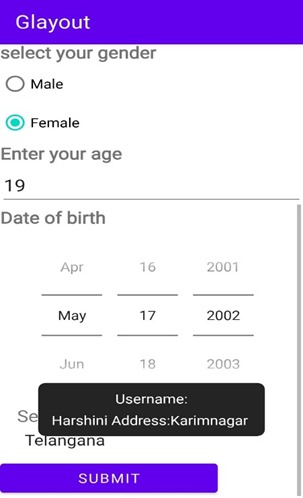 Glayout
select your gender
Male
Female
Enter your age
19
Date of birth
Apr 16 2001
May 17 2002
Jun 18 2003
Username:
Harshini Address:Karimnagar
Se
Telangana
SUBMIT